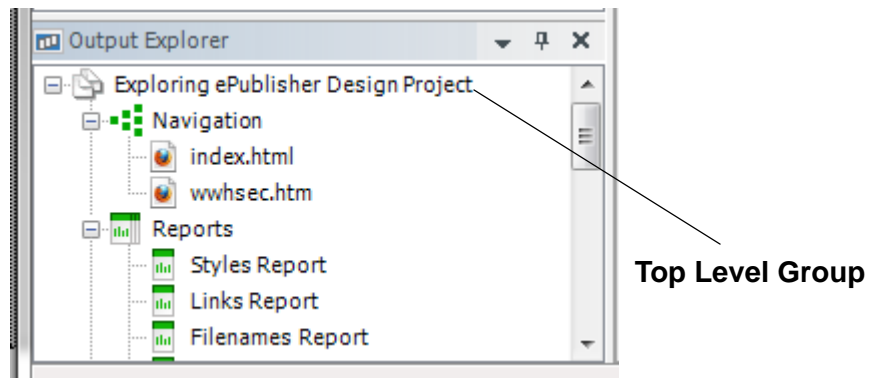 Output Explorer
Exploring ePublisher Design Project
Navigation
index.html
wwhsec.htm
Reports
Styles Report
Links Report
Filenames Report
Top Level Group